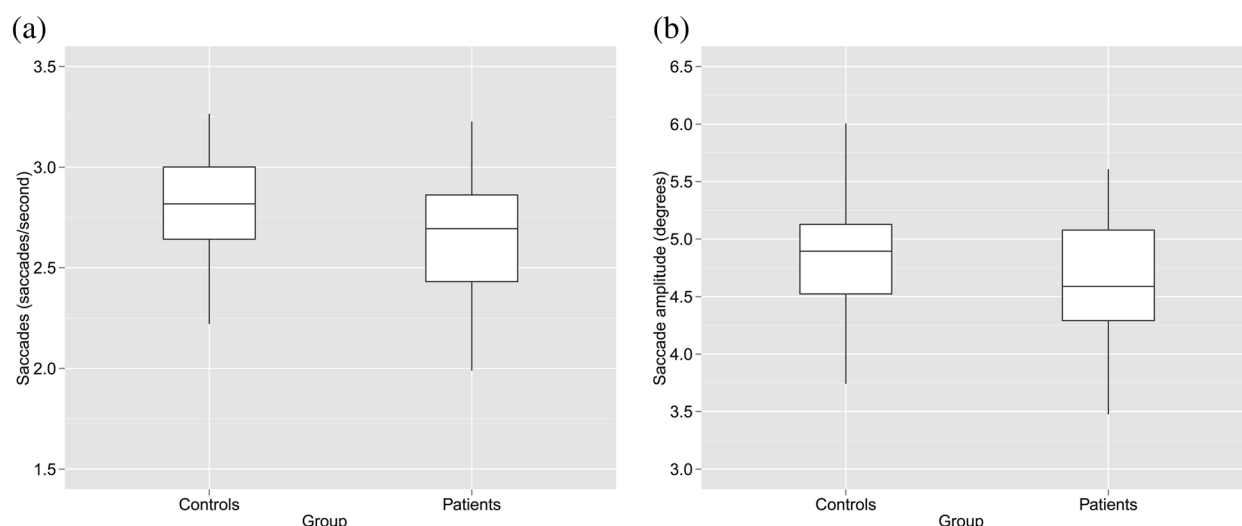 (a)
Saccades (saccades/second)
3.5
3.0
2.5
2.0
1.5
Controls Patients
Group
(b)
Saccade amplitude (degrees)
6.5
6.0
5.5
5.0
4.5
4.0
3.5
3.0
Controls Patients
Group